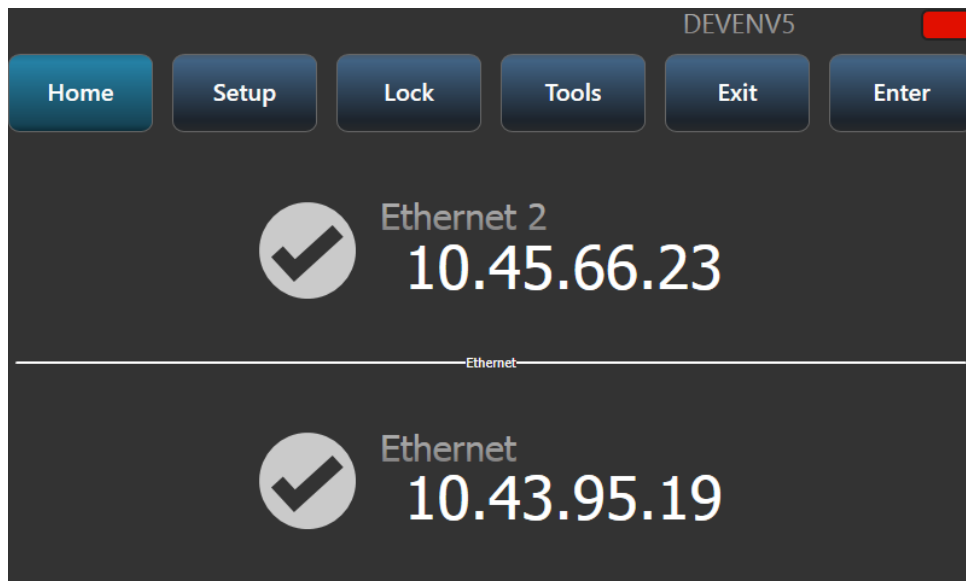 DEVENV5
Home Setup Lock Tools Exit Enter
Ethernet 2
10.45.66.23
Ethernet
Ethernet
10.43.95.19